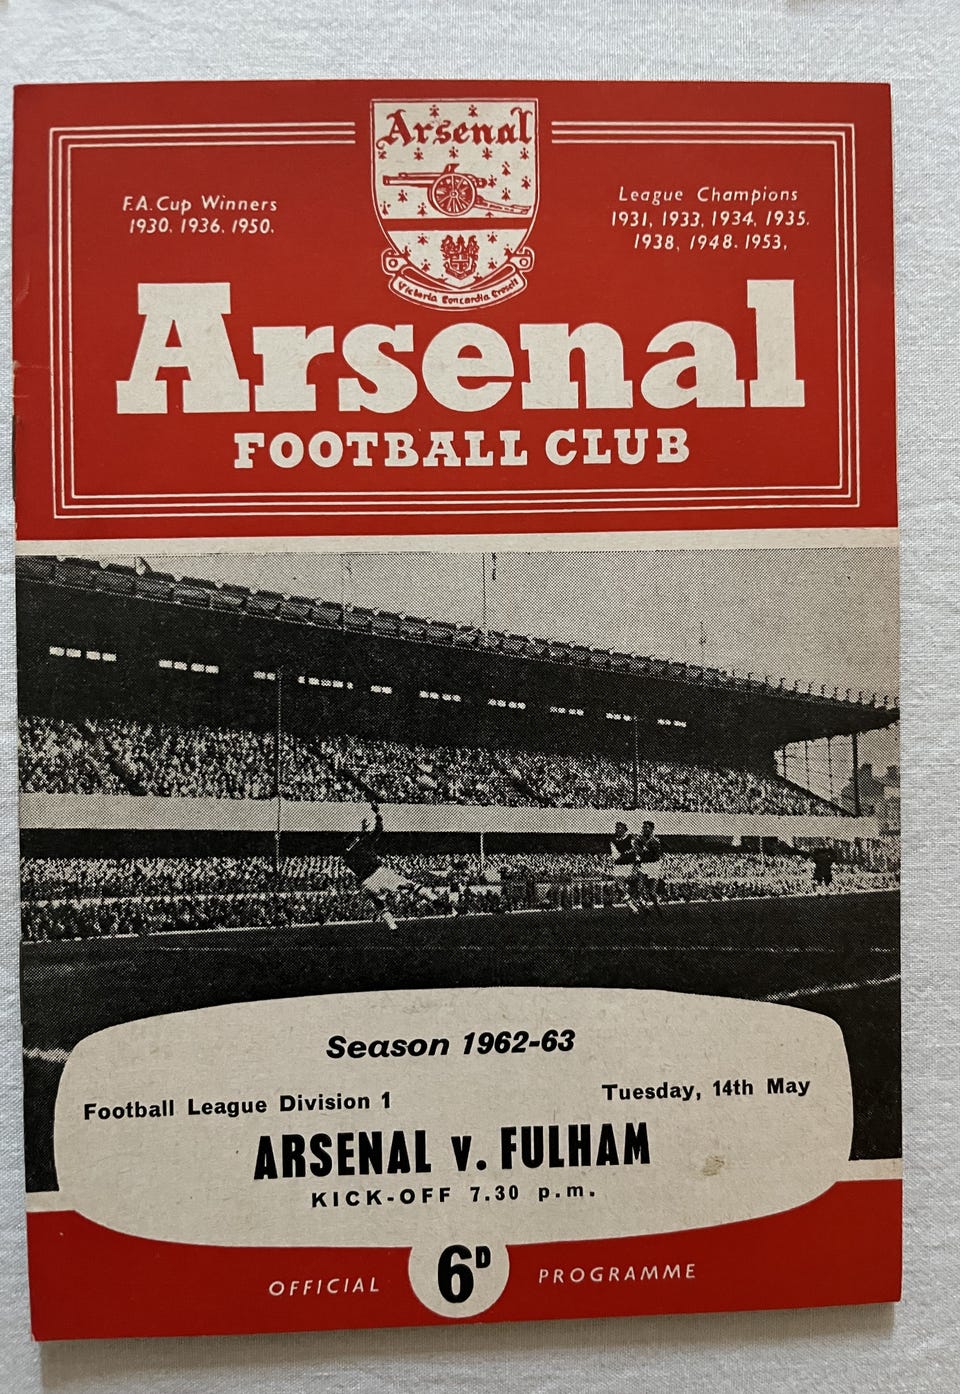 Arsenal
Victoria Concordia Crescit
F.A. Cup Winners
1930. 1936. 1950.
League Champions
1931, 1933, 1934, 1935.
1938, 1948. 1953,
Arsenal
FOOTBALL CLUB
Season 1962-63
Football League Division 1
Tuesday, 14th May
ARSENAL v. FULHAM
KICK-OFF 7.30 p.m.
OFFICIAL 6D PROGRAMME